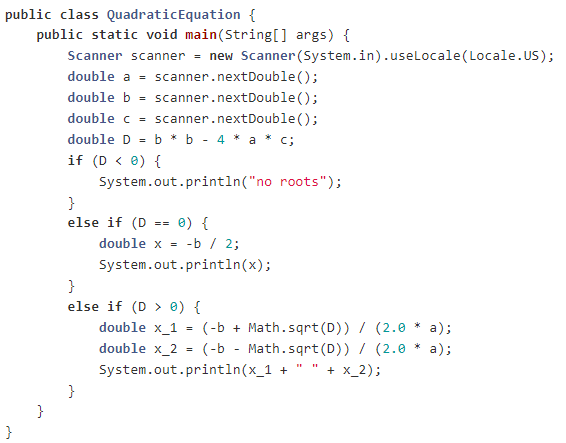 public class QuadraticEquation {
    public static void main(String[] args) {
        Scanner scanner = new Scanner(System.in).useLocale(Locale.US);
        double a = scanner.nextDouble();
        double b = scanner.nextDouble();
        double c = scanner.nextDouble();
        double D = b * b - 4 * a * c;
        if (D < 0) {
            System.out.println("no roots");
        }
        else if (D == 0) {
            double x = -b / 2;
            System.out.println(x);
        }
        else if (D > 0) {
            double x_1 = (-b + Math.sqrt(D)) / (2.0 * a);
            double x_2 = (-b - Math.sqrt(D)) / (2.0 * a);
            System.out.println(x_1 + " " + x_2);
        }
    }
}